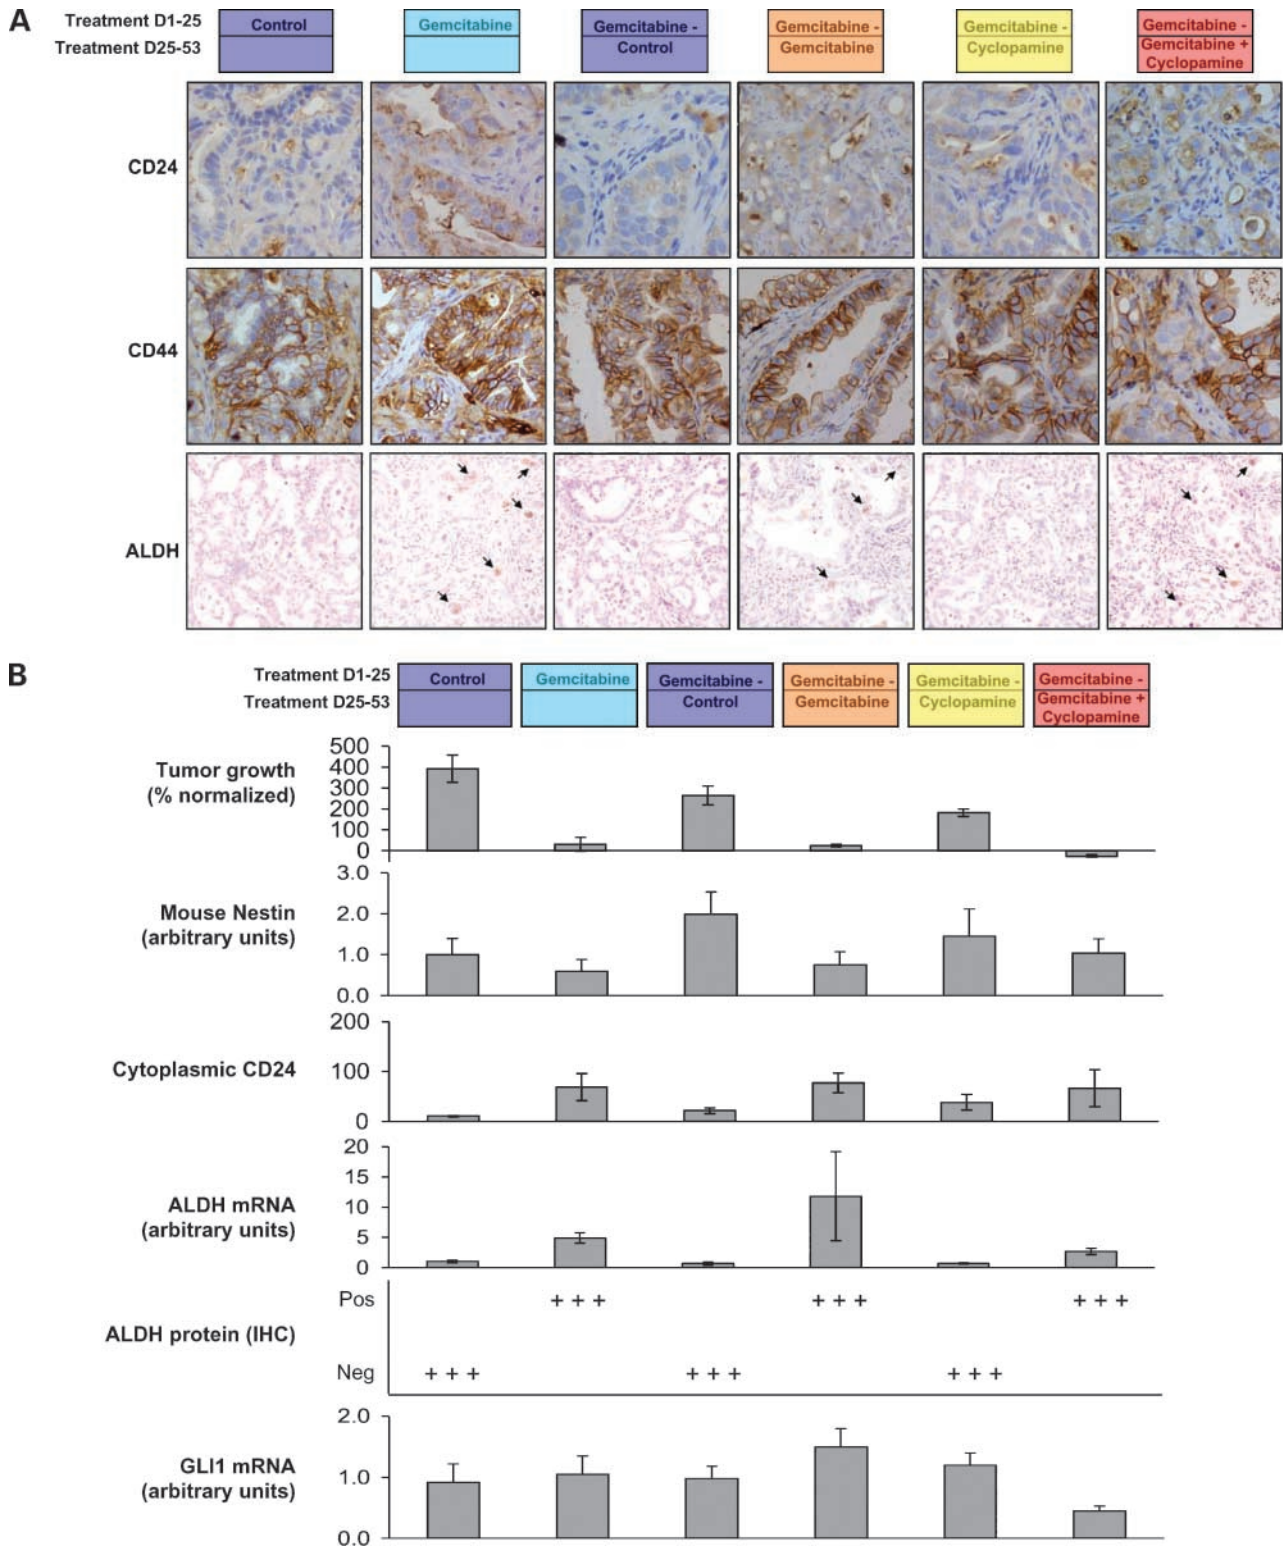 A
Treatment D1-25
Treatment D25-53
Control
Gemcitabine
Gemcitabine -
Control
Gemcitabine -
Gemcitabine
Gemcitabine -
Cyclopamine
Gemcitabine -
Gemcitabine +
Cyclopamine
CD24
CD44
ALDH
B
Treatment D1-25
Treatment D25-53
Control
Gemcitabine
Gemcitabine -
Control
Gemcitabine -
Gemcitabine
Gemcitabine -
Cyclopamine
Gemcitabine -
Gemcitabine +
Cyclopamine
Tumor growth
(% normalized)
500
400
300
200
100
0
Mouse Nestin
(arbitrary units)
3.0
2.0
1.0
0.0
Cytoplasmic CD24
200
100
0
ALDH mRNA
(arbitrary units)
20
15
10
5
0
ALDH protein (IHC)
Pos
+ + +
+ + +
+ + +
Neg
+ + +
+ + +
+ + +
GLI1 mRNA
(arbitrary units)
2.0
1.0
0.0